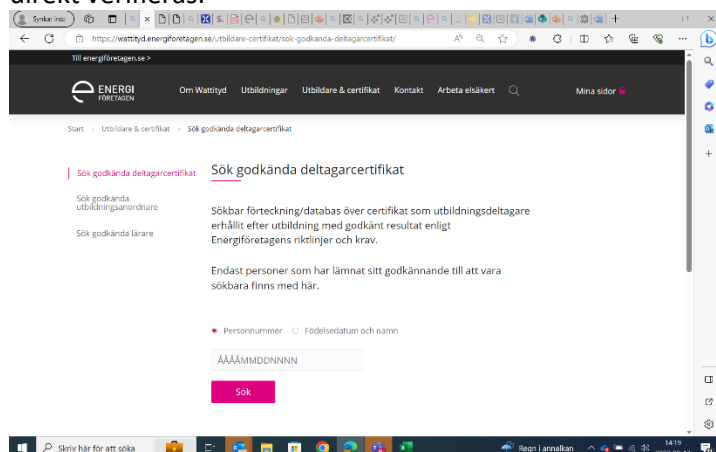 direkt verifieras.
Synkar inte
https://wattityd.energiforetagen.se/utbildare-certifikat/sok-godkanda-deltagarcertifikat/
Till energiföretagen.se >
ENERGI
FÖRETAGEN
Om Wattityd Utbildningar Utbildare & certifikat Kontakt Arbeta elsäkert
Mina sidor
Start > Utbildare & certifikat > Sök godkända deltagarcertifikat
Sök godkända deltagarcertifikat
Sök godkända
utbildningsanordnare
Sök godkända lärare
Sök godkända deltagarcertifikat
Sökbar förteckning/databas över certifikat som utbildningsdeltagare
erhållit efter utbildning med godkänt resultat enligt
Energiföretagens riktlinjer och krav.
Endast personer som har lämnat sitt godkännande till att vara
sökbara finns med här.
Personnummer Födelsedatum och namn
ÅÅÅÅMMDDNNNN
Sök
Skriv här för att söka
Regn i annalkan
14:19